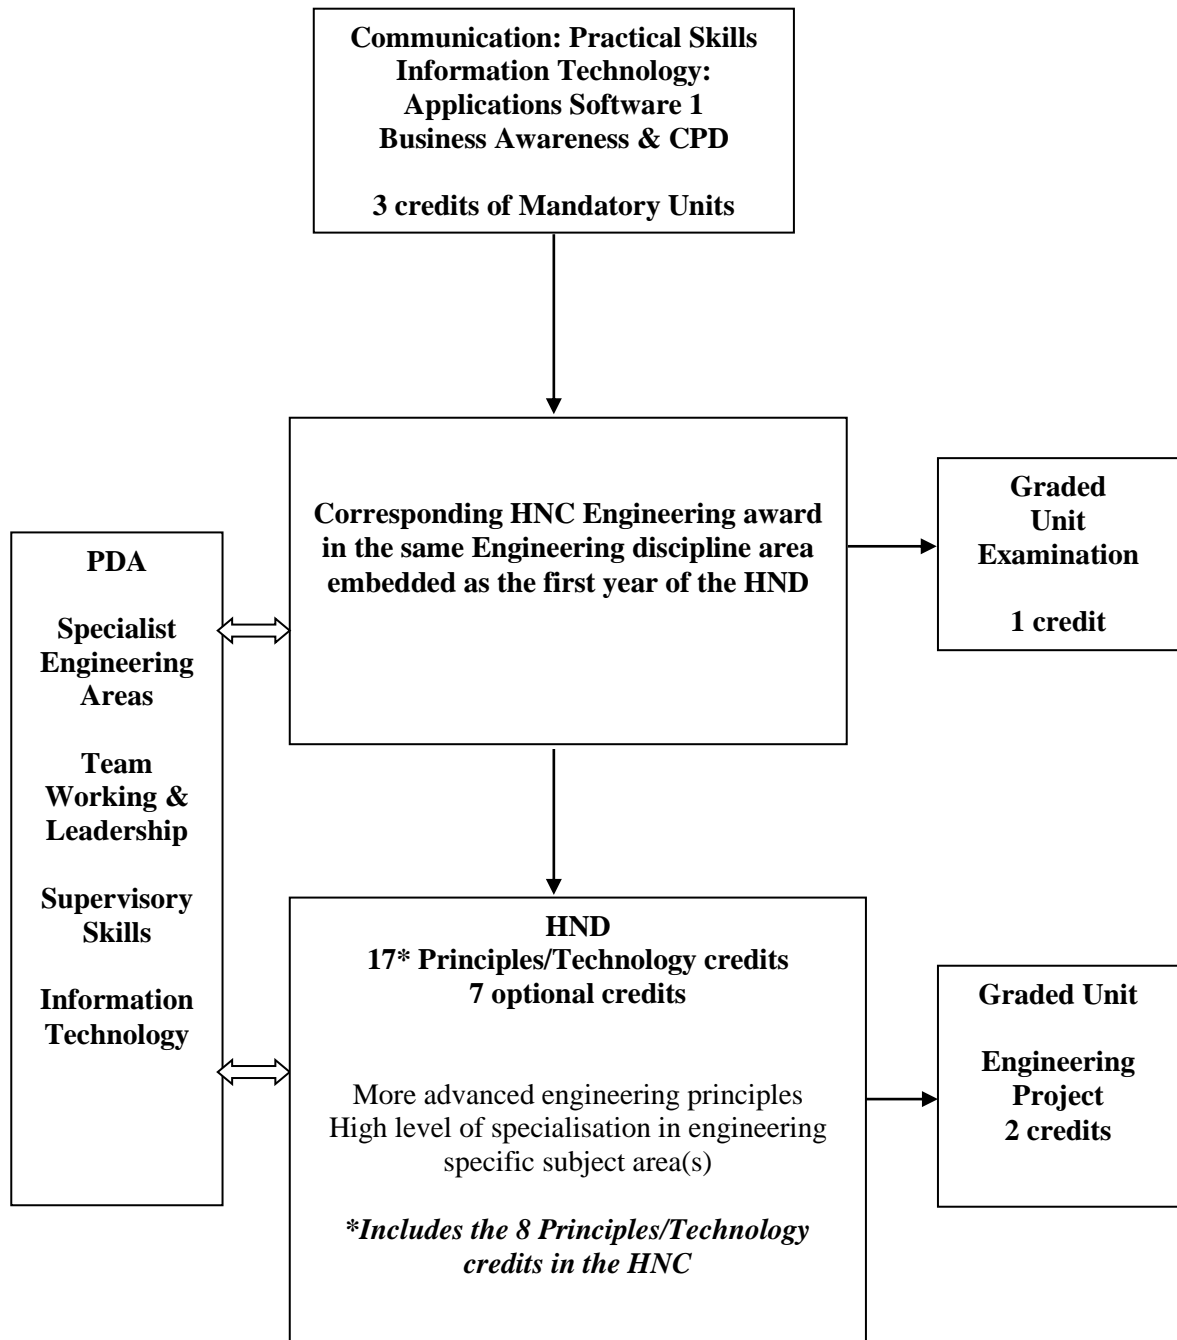 Communication: Practical Skills
Information Technology:
Applications Software 1
Business Awareness & CPD
3 credits of Mandatory Units
Corresponding HNC Engineering award
in the same Engineering discipline area
embedded as the first year of the HND
Graded
Unit
Examination
1 credit
PDA
Specialist
Engineering
Areas
Team
Working &
Leadership
Supervisory
Skills
Information
Technology
HND
17* Principles/Technology credits
7 optional credits
More advanced engineering principles
High level of specialisation in engineering
specific subject area(s)
*Includes the 8 Principles/Technology
credits in the HNC
Graded Unit
Engineering
Project
2 credits